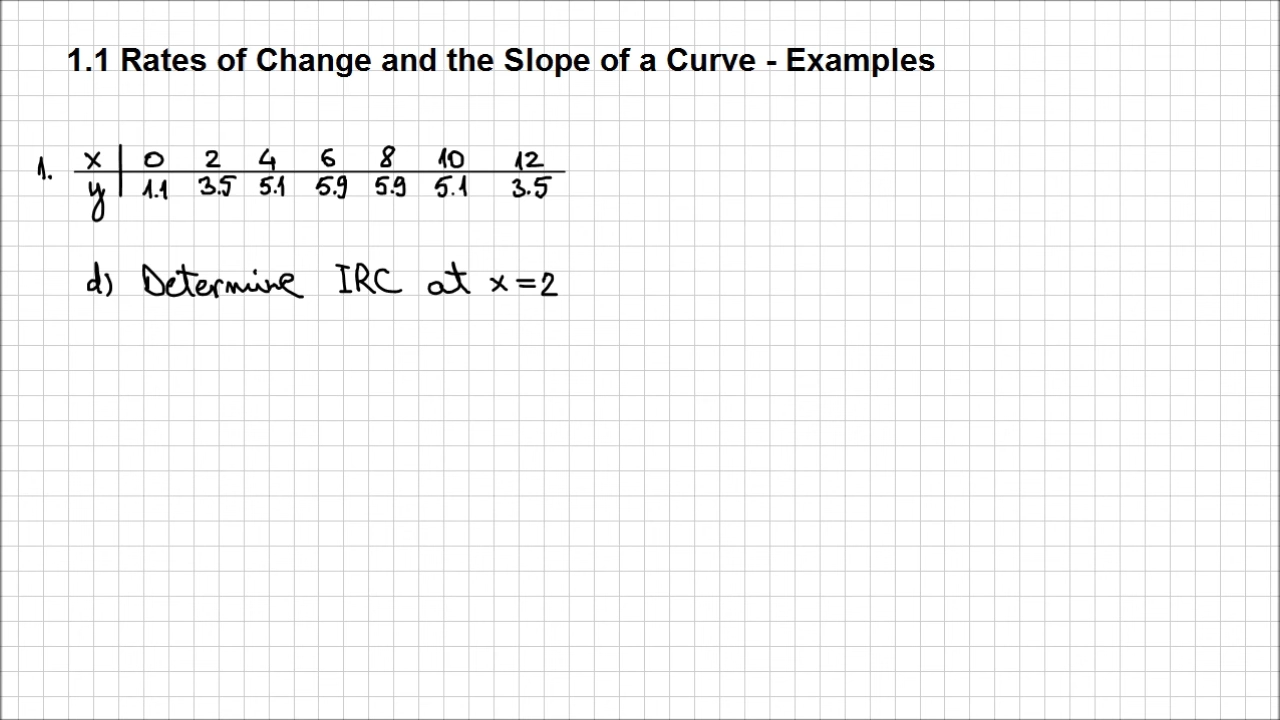 1.1 Rates of Change and the Slope of a Curve - Examples
1. x | 0 2 4 6 8 10 12
y | 1.1 3.5 5.1 5.9 5.9 5.1 3.5
d) Determine IRC at x=2